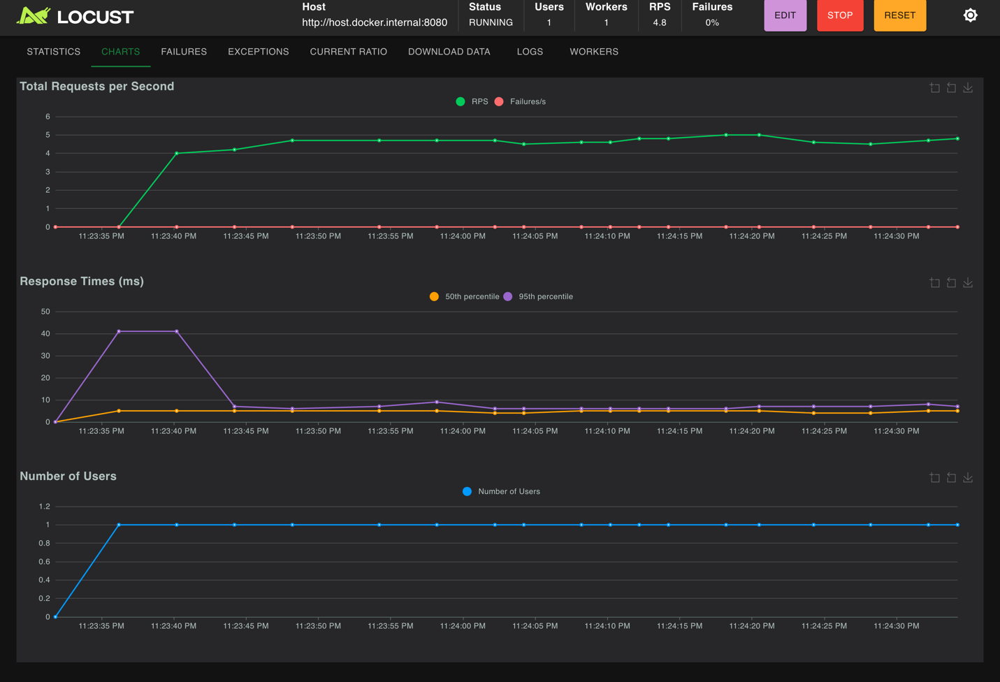 LOCUST
Host
http://host.docker.internal:8080
Status
RUNNING
Users
1
Workers
1
RPS
4.8
Failures
0%
EDIT
STOP
RESET
STATISTICS CHARTS FAILURES EXCEPTIONS CURRENT RATIO DOWNLOAD DATA LOGS WORKERS
Total Requests per Second
RPS Failures/s
6
5
4
3
2
1
0
11:23:35 PM 11:23:40 PM 11:23:45 PM 11:23:50 PM 11:23:55 PM 11:24:00 PM 11:24:05 PM 11:24:10 PM 11:24:15 PM 11:24:20 PM 11:24:25 PM 11:24:30 PM
Response Times (ms)
50th percentile 95th percentile
50
40
30
20
10
0
11:23:35 PM 11:23:40 PM 11:23:45 PM 11:23:50 PM 11:23:55 PM 11:24:00 PM 11:24:05 PM 11:24:10 PM 11:24:15 PM 11:24:20 PM 11:24:25 PM 11:24:30 PM
Number of Users
Number of Users
1.2
1
0.8
0.6
0.4
0.2
0
11:23:35 PM 11:23:40 PM 11:23:45 PM 11:23:50 PM 11:23:55 PM 11:24:00 PM 11:24:05 PM 11:24:10 PM 11:24:15 PM 11:24:20 PM 11:24:25 PM 11:24:30 PM